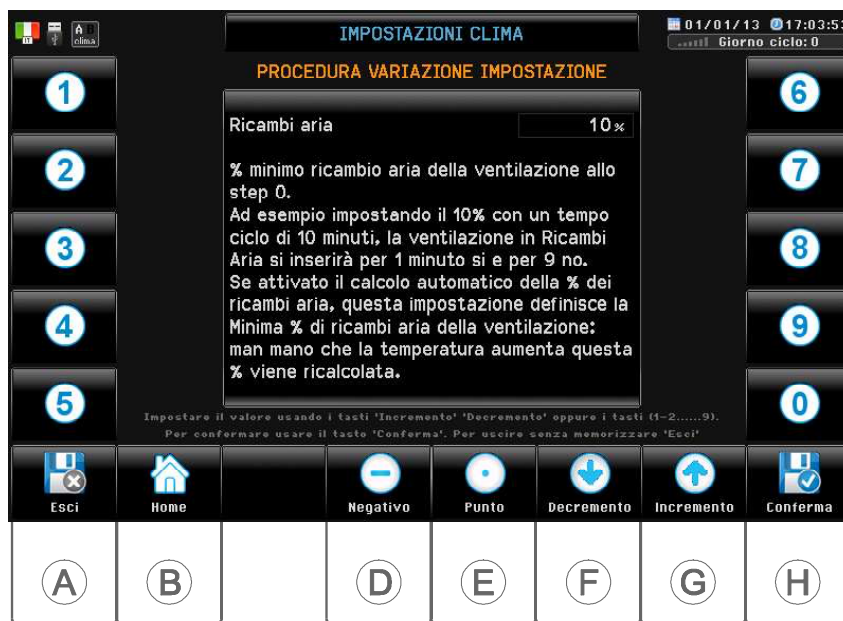 IT
A B
clima
IMPOSTAZIONI CLIMA
01/01/13 17:03:53
Giorno ciclo: 0
PROCEDURA VARIAZIONE IMPOSTAZIONE
1
2
3
4
5
6
7
8
9
0
Ricambi aria 10%
% minimo ricambio aria della ventilazione allo
step 0.
Ad esempio impostando il 10% con un tempo
ciclo di 10 minuti, la ventilazione in Ricambi
Aria si inserirà per 1 minuto si e per 9 no.
Se attivato il calcolo automatico della % dei
ricambi aria, questa impostazione definisce la
Minima % di ricambi aria della ventilazione:
man mano che la temperatura aumenta questa
% viene ricalcolata.
Impostare il valore usando i tasti 'Incremento' 'Decremento' oppure i tasti (1-2......9).
Per confermare usare il tasto 'Conferma'. Per uscire senza memorizzare 'Esci'
Esci
Home
Negativo
Punto
Decremento
Incremento
Conferma
A
B
D
E
F
G
H